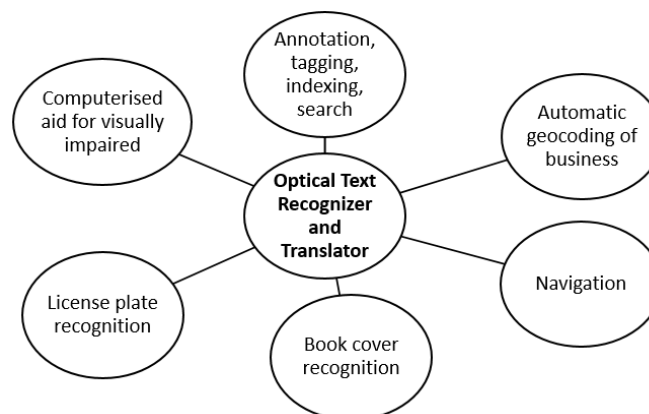 Annotation,
tagging,
indexing,
search
Computerised
aid for visually
impaired
Automatic
geocoding of
business
Optical Text
Recognizer
and
Translator
License plate
recognition
Navigation
Book cover
recognition